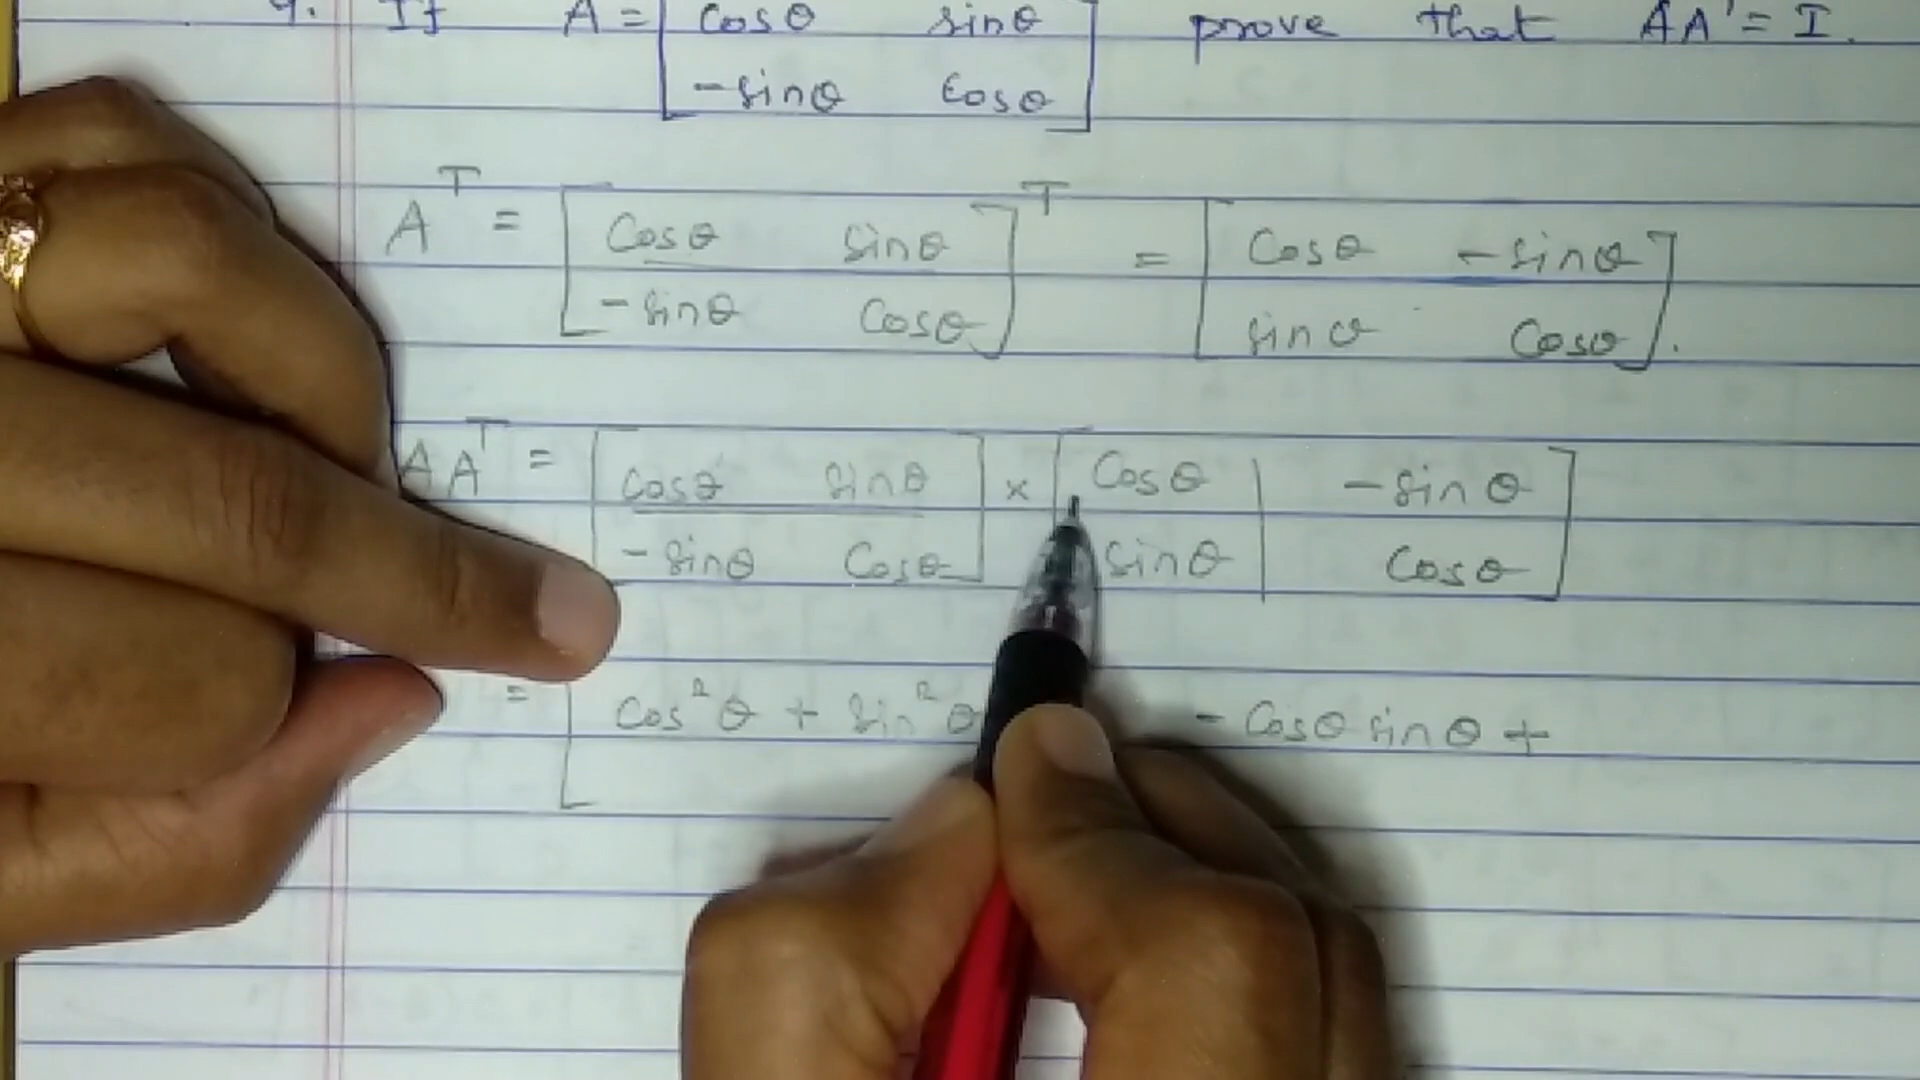 9. If A = [ cosθ sinθ prove that AA' = I.
-sinθ cosθ ]
A^T = [ Cosθ sinθ ]^T = [ Cosθ -sinθ ]
[ -sinθ Cosθ ] [ sinθ Cosθ ].
AA^T = [ cosθ sinθ ] × [ Cosθ | -sinθ ]
[ -sinθ Cosθ ] [ sinθ | Cosθ ]
= [ Cos²θ + sin²θ -Cosθ sinθ +